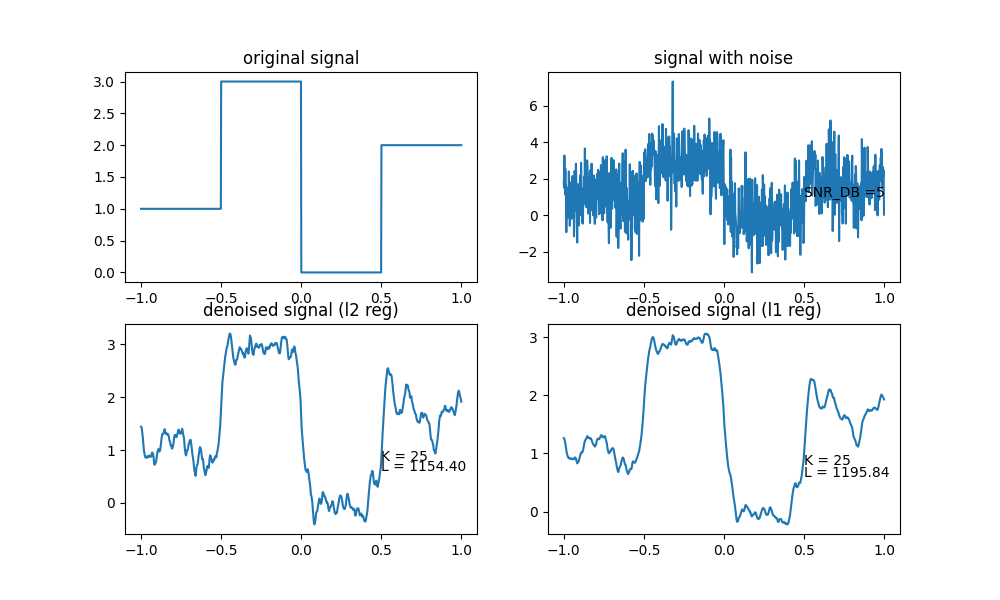 original signal
3.0
2.5
2.0
1.5
1.0
0.5
0.0
−1.0 −0.5 0.0 0.5 1.0
signal with noise
6
4
2
0
−2
SNR_DB =5
−1.0 −0.5 0.0 0.5 1.0
denoised signal (l2 reg)
3
2
1
0
K = 25
L = 1154.40
−1.0 −0.5 0.0 0.5 1.0
denoised signal (l1 reg)
3
2
1
0
K = 25
L = 1195.84
−1.0 −0.5 0.0 0.5 1.0